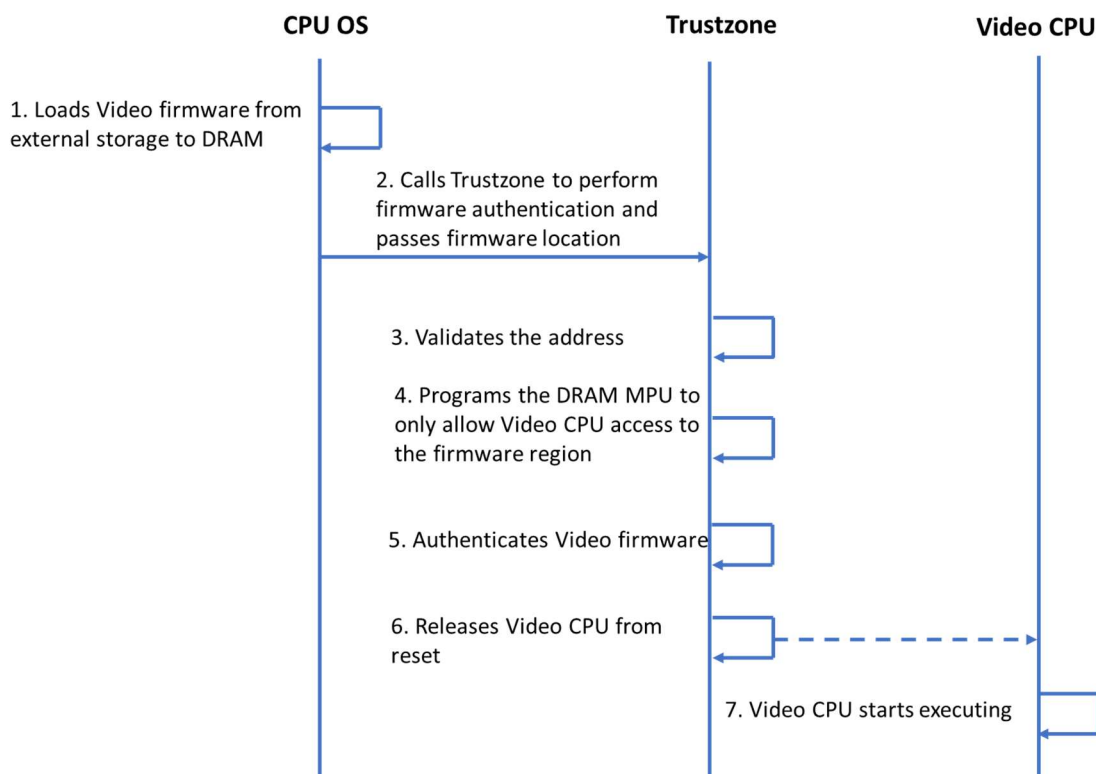 CPU OS
Trustzone
Video CPU
1. Loads Video firmware from
external storage to DRAM
2. Calls Trustzone to perform
firmware authentication and
passes firmware location
3. Validates the address
4. Programs the DRAM MPU to
only allow Video CPU access to
the firmware region
5. Authenticates Video firmware
6. Releases Video CPU from
reset
7. Video CPU starts executing